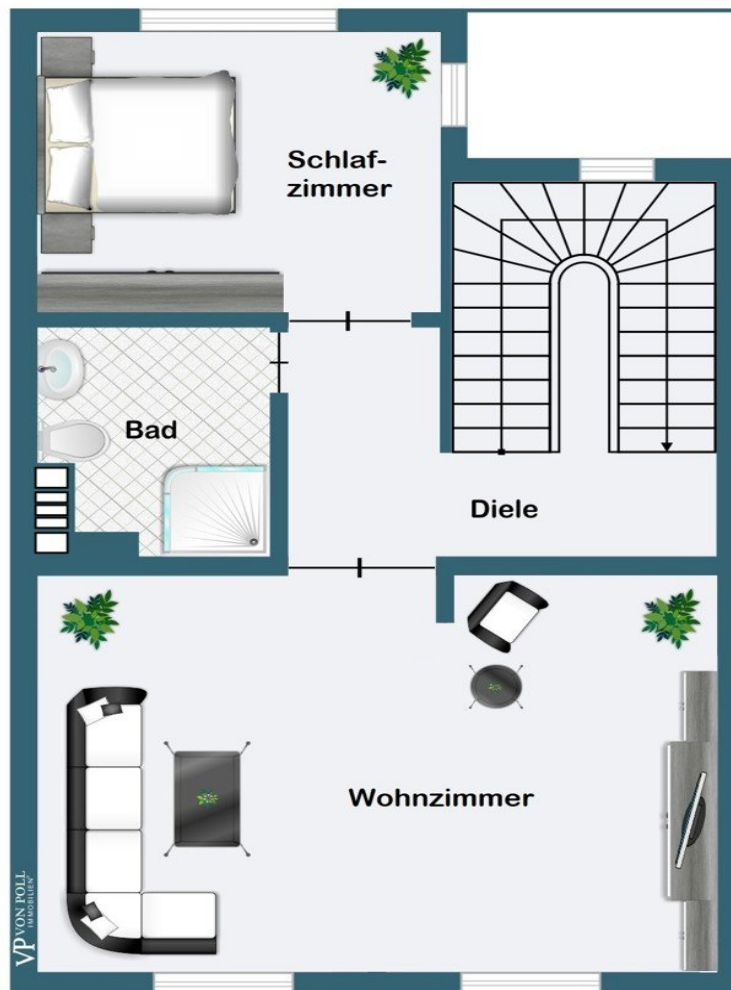 Schlaf-
zimmer
Bad
Diele
Wohnzimmer
VP VON POLL
IMMOBILIEN